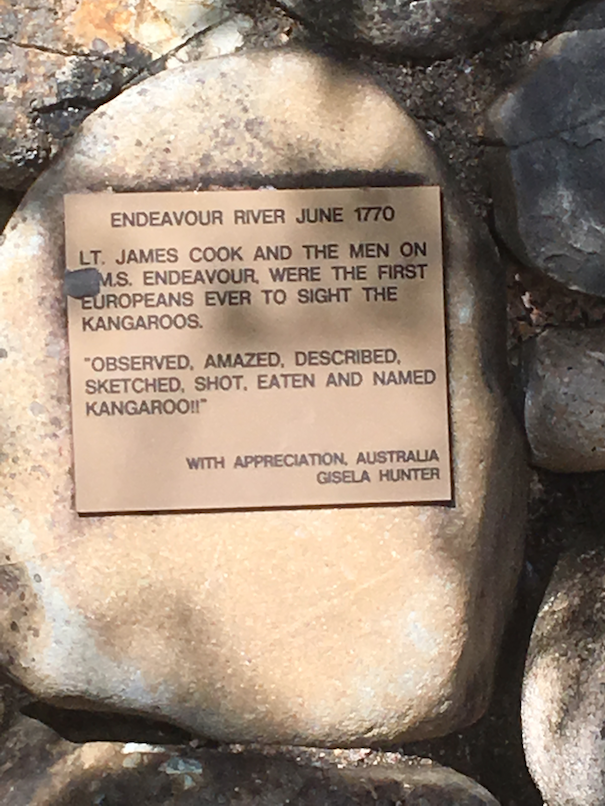 ENDEAVOUR RIVER JUNE 1770
LT. JAMES COOK AND THE MEN ON
M.S. ENDEAVOUR, WERE THE FIRST
EUROPEANS EVER TO SIGHT THE
KANGAROOS.
"OBSERVED, AMAZED, DESCRIBED,
SKETCHED, SHOT, EATEN AND NAMED
KANGAROO!!"
WITH APPRECIATION, AUSTRALIA
GISELA HUNTER